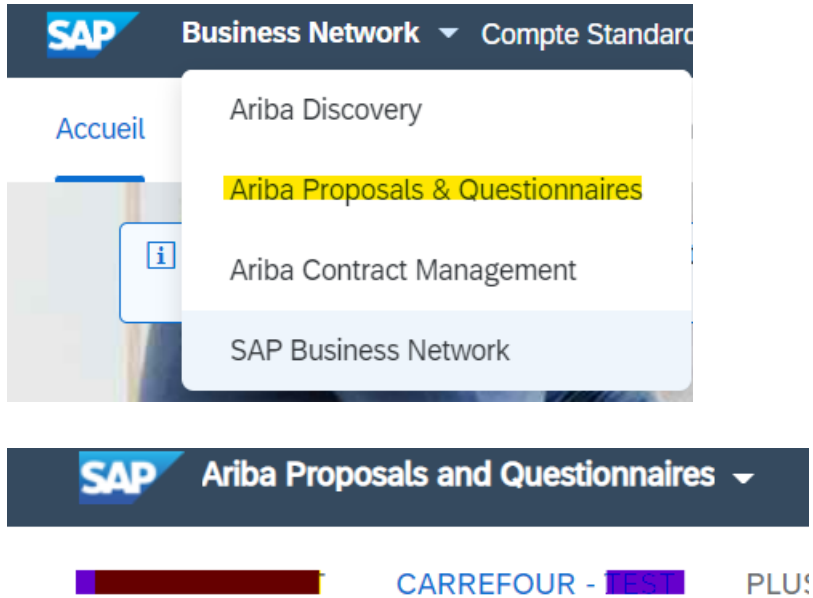 SAP Business Network Compte Standard
Accueil
Ariba Discovery
Ariba Proposals & Questionnaires
Ariba Contract Management
SAP Business Network
SAP Ariba Proposals and Questionnaires
CARREFOUR - TEST PLUS